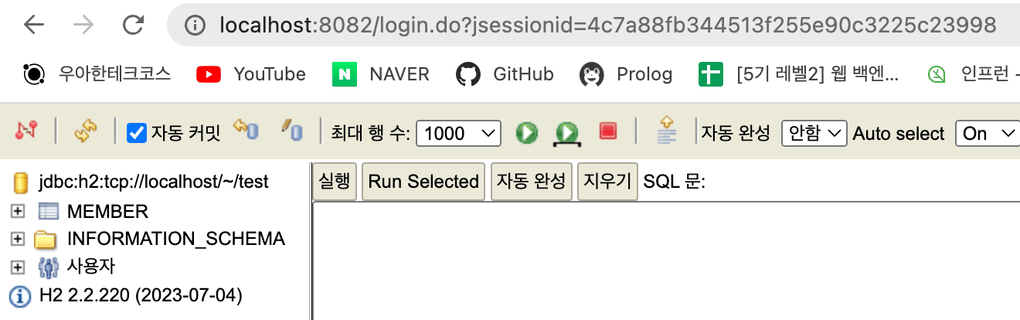 localhost:8082/login.do?jsessionid=4c7a88fb344513f255e90c3225c23998
우아한테크코스 YouTube NAVER GitHub Prolog [5기 레벨2] 웹 백엔... 인프런 -
자동 커밋 최대 행 수: 1000 자동 완성 안함 Auto select On
실행 Run Selected 자동 완성 지우기 SQL 문:
jdbc:h2:tcp://localhost/~/test
MEMBER
INFORMATION_SCHEMA
사용자
H2 2.2.220 (2023-07-04)